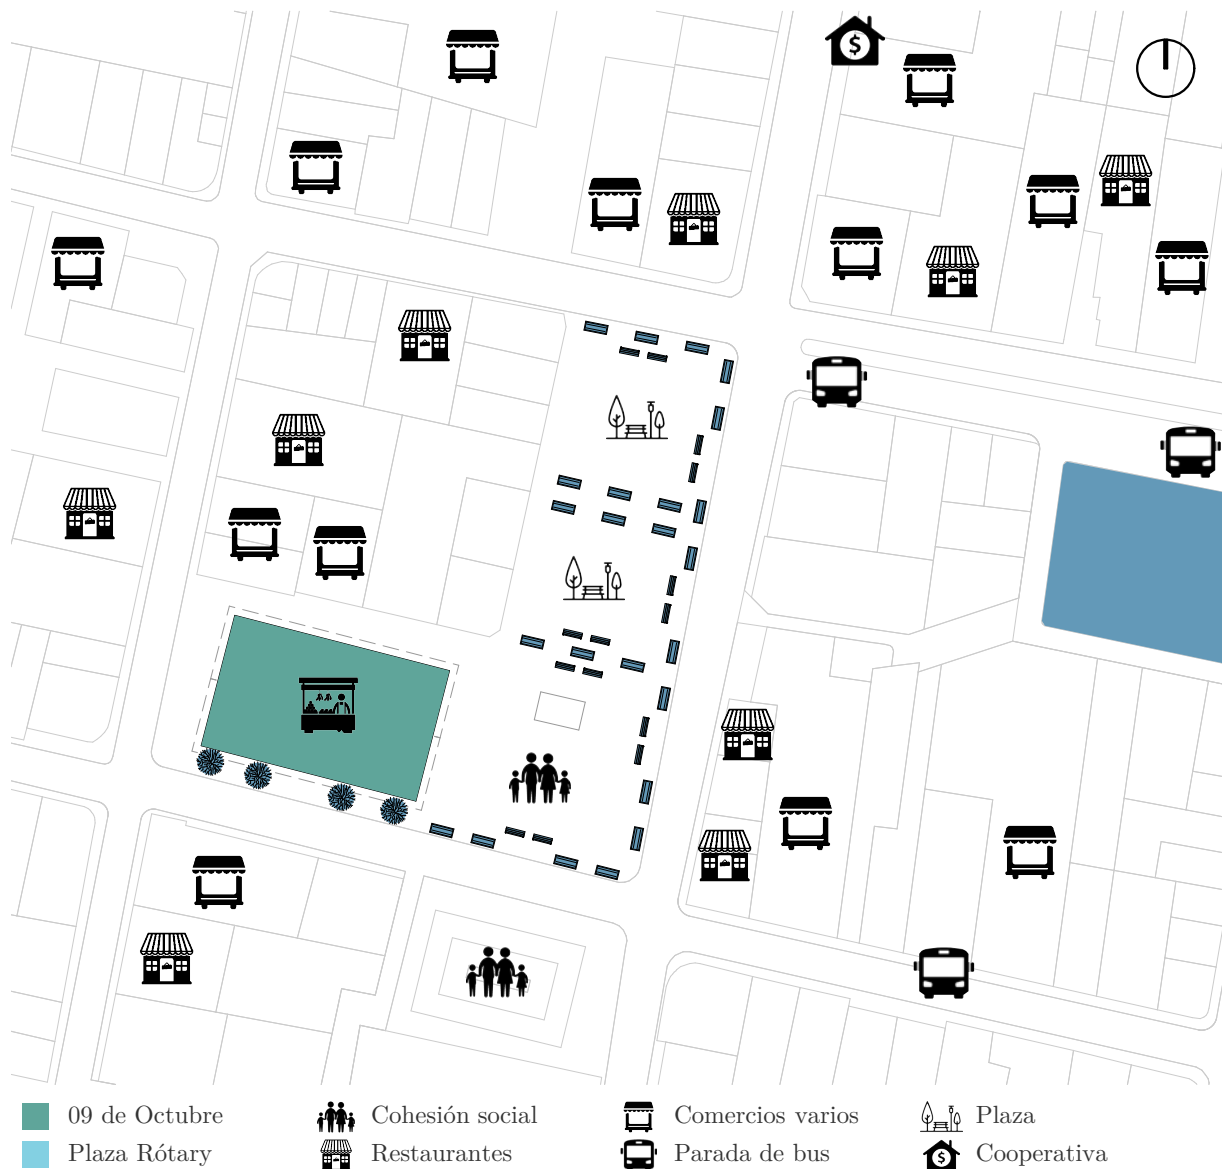 $
09 de Octubre
Cohesión social
Comercios varios
Plaza
Plaza Rótary
Restaurantes
Parada de bus
$
Cooperativa